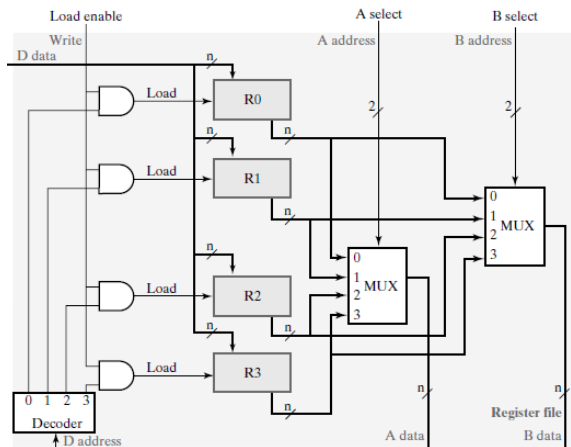 Load enable
A select
B select
Write
A address
B address
D data
n
Load
R0
2
2
n
n
Load
R1
0
n
1
MUX
2
n
0
3
1
MUX
Load
R2
2
n
3
n
Load
R3
0 1 2 3
n
n
n
Decoder
Register file
D address
A data
B data